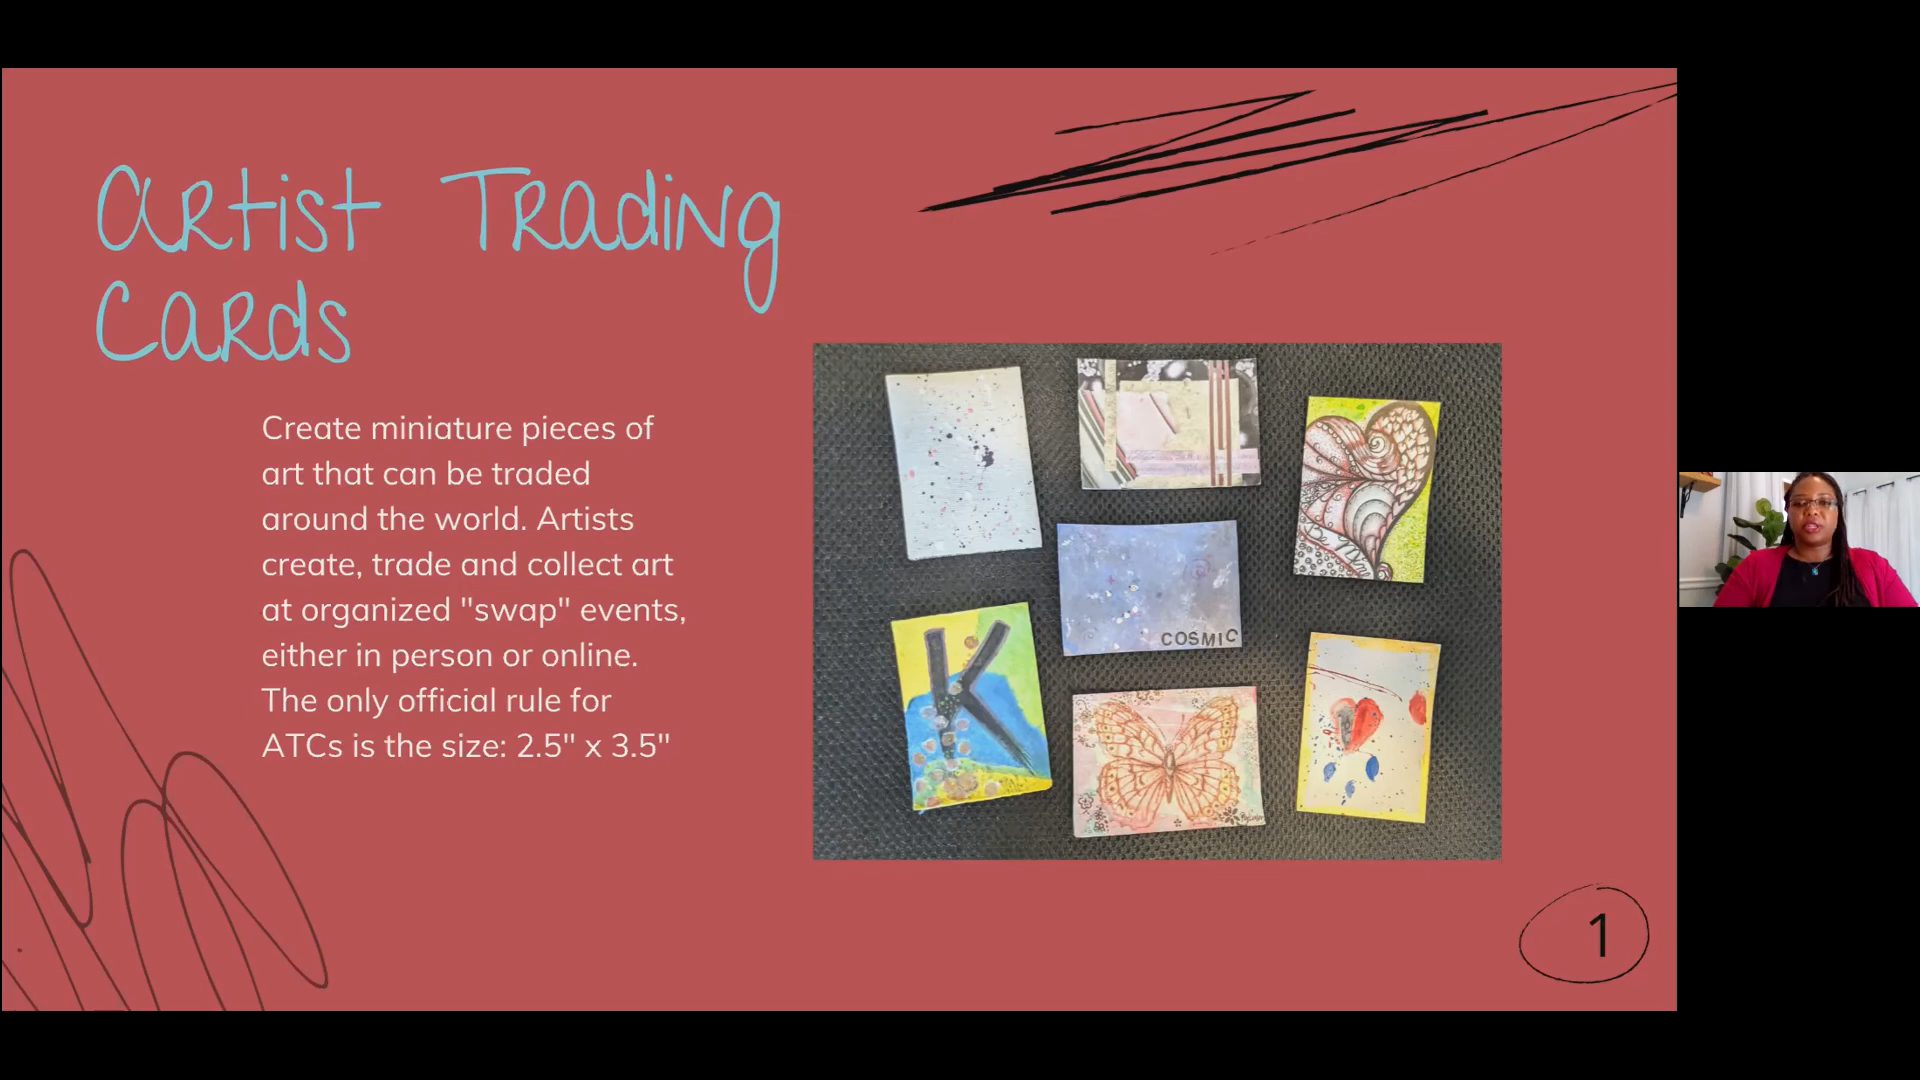 Artist Trading
Cards
Create miniature pieces of
art that can be traded
around the world. Artists
create, trade and collect art
at organized "swap" events,
either in person or online.
The only official rule for
ATCs is the size: 2.5" x 3.5"
K
COSMIC
Be Mine
1